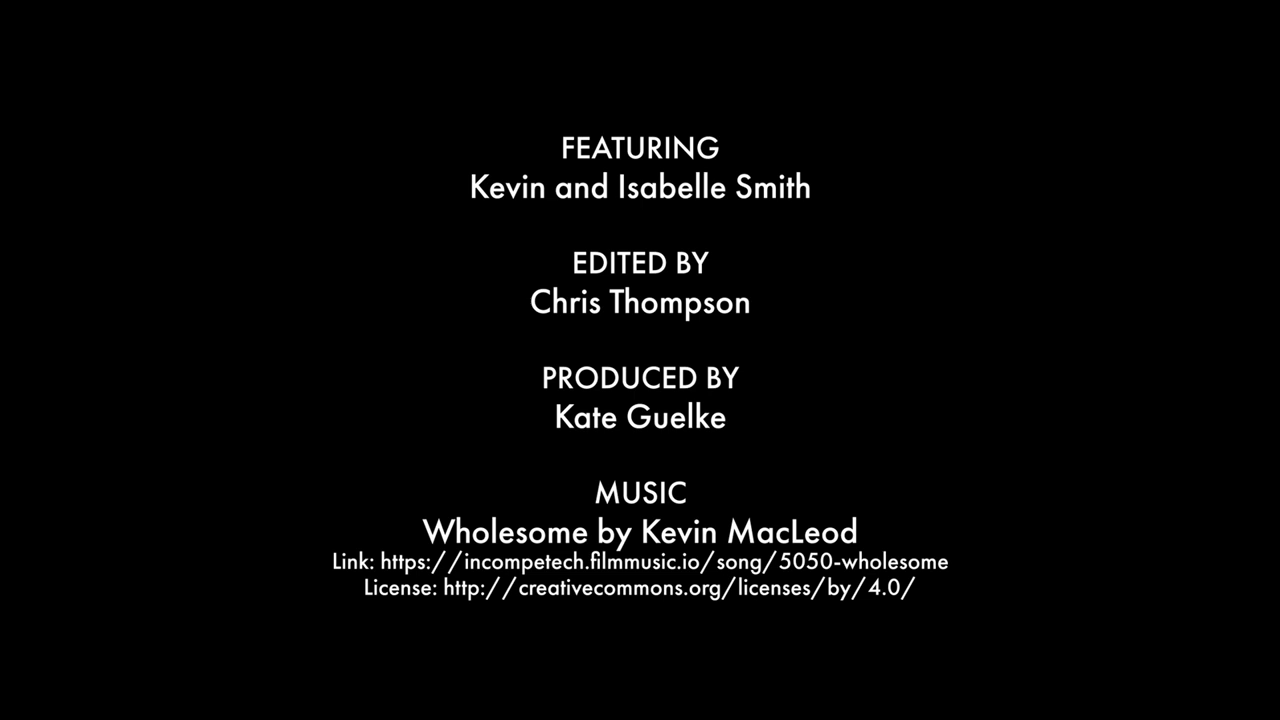 FEATURING
Kevin and Isabelle Smith
EDITED BY
Chris Thompson
PRODUCED BY
Kate Guelke
MUSIC
Wholesome by Kevin MacLeod
Link: https://incompetech.filmmusic.io/song/5050-wholesome
License: http://creativecommons.org/licenses/by/4.0/